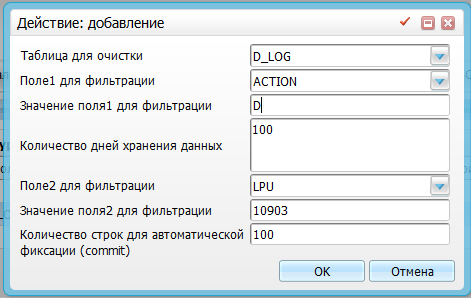 Действие: добавление
Таблица для очистки D_LOG
Поле1 для фильтрации ACTION
Значение поля1 для фильтрации D
Количество дней хранения данных 100
Поле2 для фильтрации LPU
Значение поля2 для фильтрации 10903
Количество строк для автоматической 100
фиксации (commit)
OK Отмена